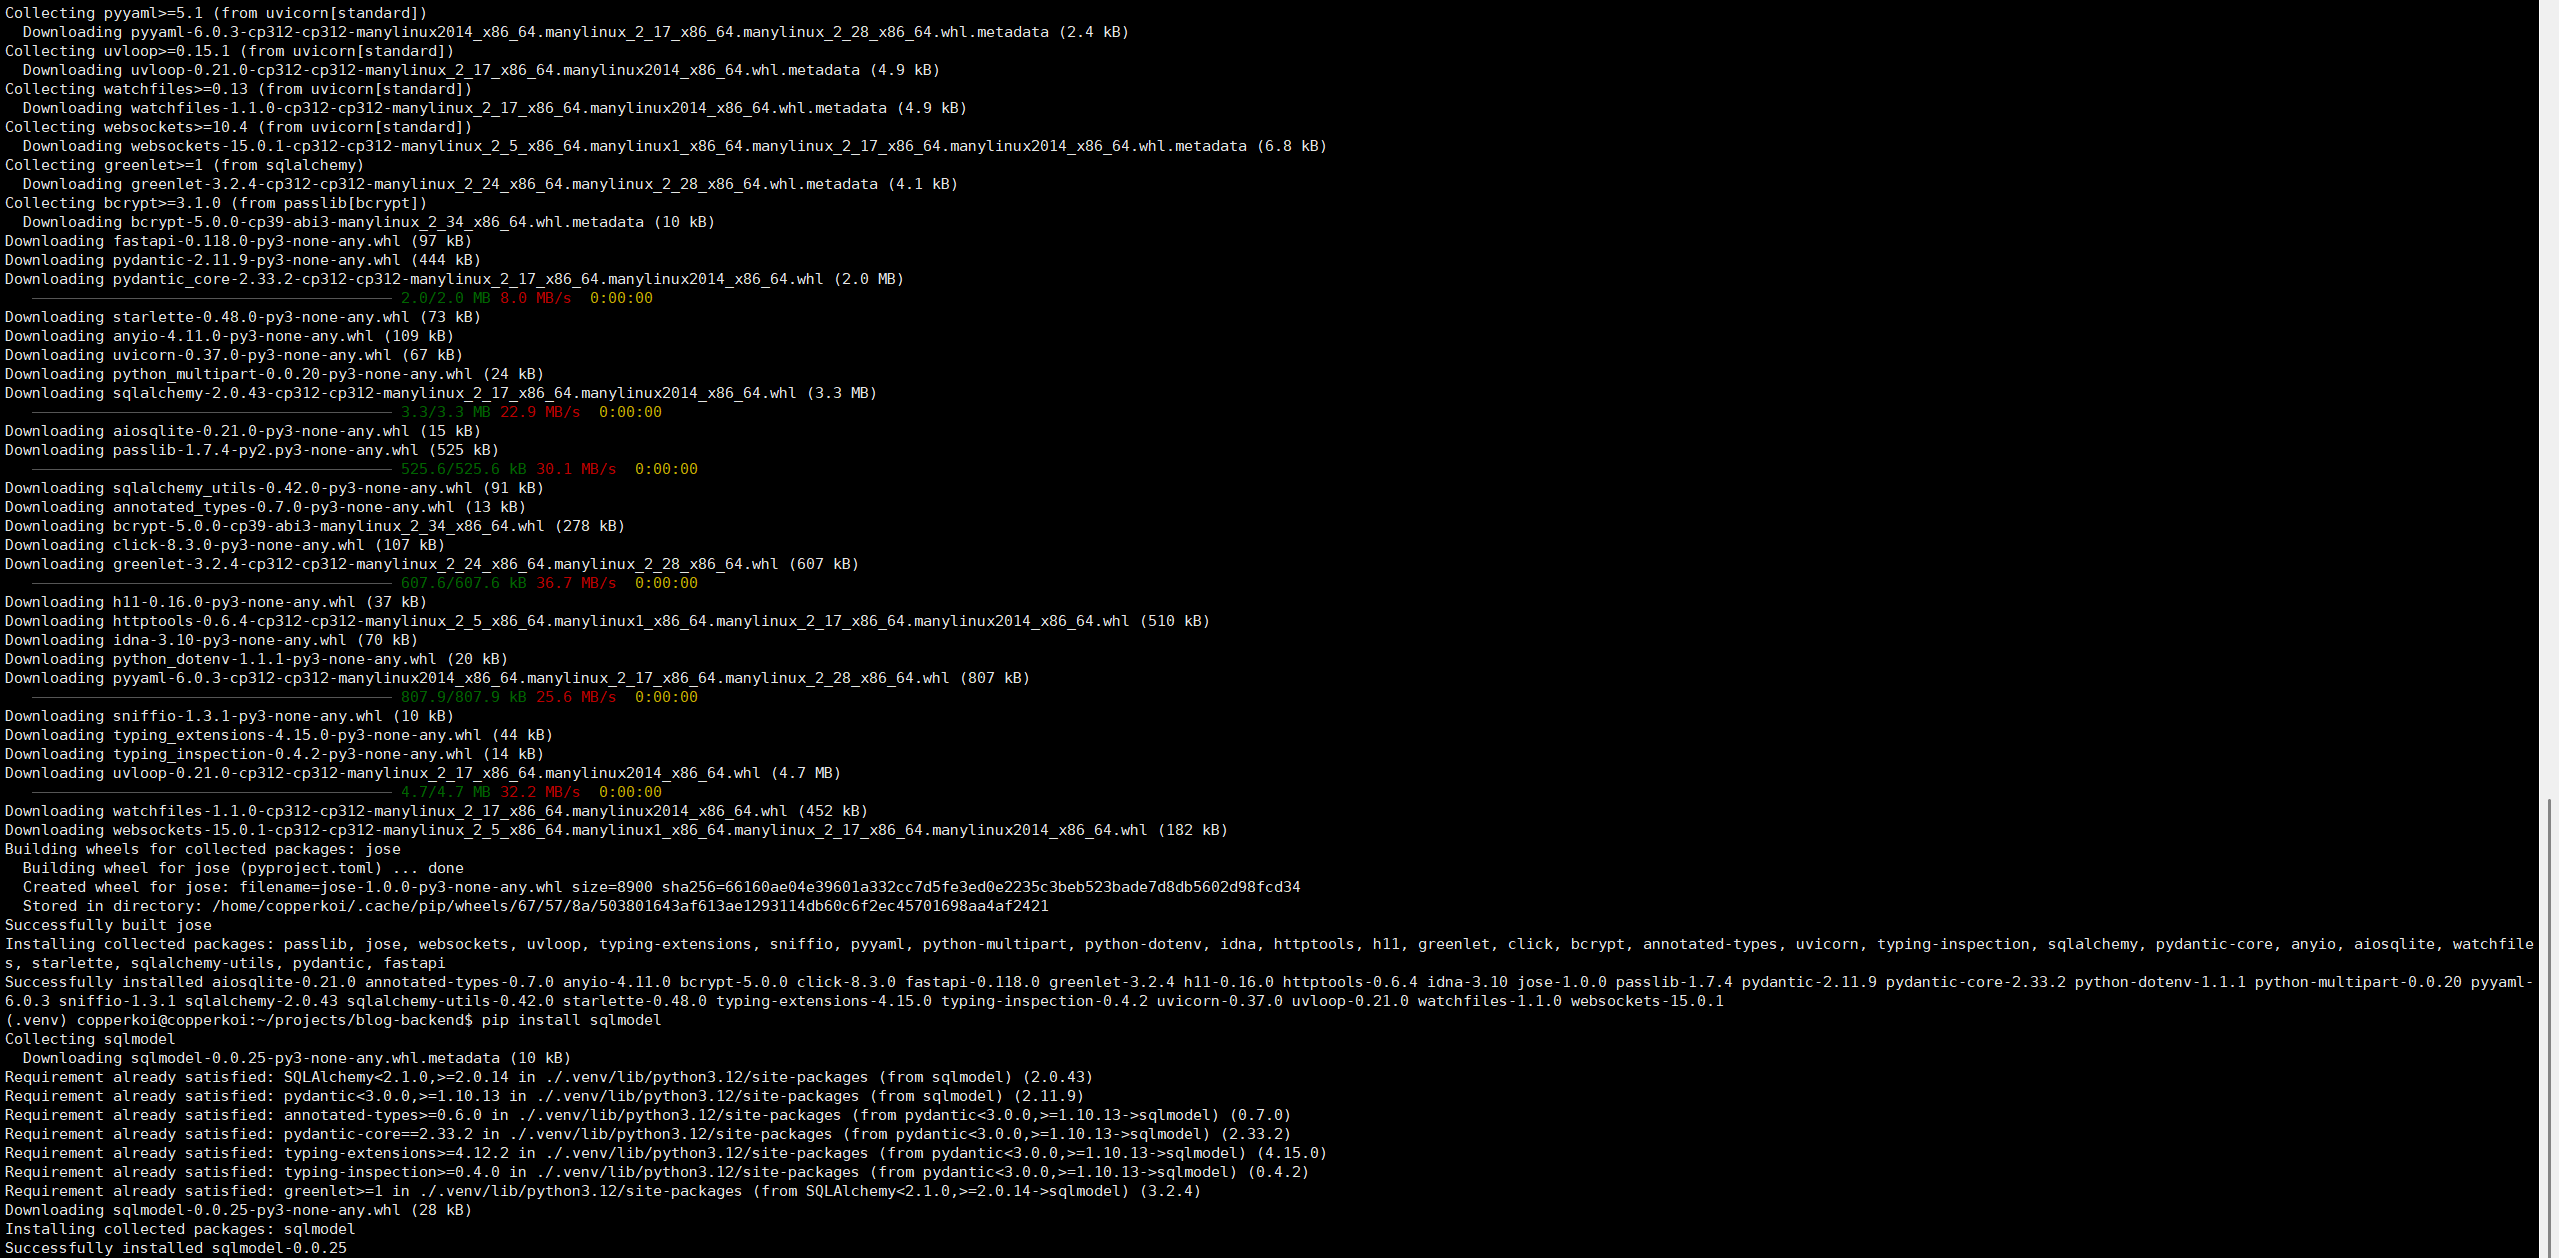 Collecting pyyaml>=5.1 (from uvicorn[standard])
  Downloading pyyaml-6.0.3-cp312-cp312-manylinux2014_x86_64.manylinux_2_17_x86_64.manylinux_2_28_x86_64.whl.metadata (2.4 kB)
Collecting uvloop>=0.15.1 (from uvicorn[standard])
  Downloading uvloop-0.21.0-cp312-cp312-manylinux_2_17_x86_64.manylinux2014_x86_64.whl.metadata (4.9 kB)
Collecting watchfiles>=0.13 (from uvicorn[standard])
  Downloading watchfiles-1.1.0-cp312-cp312-manylinux_2_17_x86_64.manylinux2014_x86_64.whl.metadata (4.9 kB)
Collecting websockets>=10.4 (from uvicorn[standard])
  Downloading websockets-15.0.1-cp312-cp312-manylinux_2_5_x86_64.manylinux1_x86_64.manylinux_2_17_x86_64.manylinux2014_x86_64.whl.metadata (6.8 kB)
Collecting greenlet>=1 (from sqlalchemy)
  Downloading greenlet-3.2.4-cp312-cp312-manylinux_2_24_x86_64.manylinux_2_28_x86_64.whl.metadata (4.1 kB)
Collecting bcrypt>=3.1.0 (from passlib[bcrypt])
  Downloading bcrypt-5.0.0-cp39-abi3-manylinux_2_34_x86_64.whl.metadata (10 kB)
Downloading fastapi-0.118.0-py3-none-any.whl (97 kB)
Downloading pydantic-2.11.9-py3-none-any.whl (444 kB)
Downloading pydantic_core-2.33.2-cp312-cp312-manylinux_2_17_x86_64.manylinux2014_x86_64.whl (2.0 MB)
2.0/2.0 MB 8.0 MB/s  0:00:00
Downloading starlette-0.48.0-py3-none-any.whl (73 kB)
Downloading anyio-4.11.0-py3-none-any.whl (109 kB)
Downloading uvicorn-0.37.0-py3-none-any.whl (67 kB)
Downloading python_multipart-0.0.20-py3-none-any.whl (24 kB)
Downloading sqlalchemy-2.0.43-cp312-cp312-manylinux_2_17_x86_64.manylinux2014_x86_64.whl (3.3 MB)
3.3/3.3 MB 22.9 MB/s  0:00:00
Downloading aiosqlite-0.21.0-py3-none-any.whl (15 kB)
Downloading passlib-1.7.4-py2.py3-none-any.whl (525 kB)
525.6/525.6 kB 30.1 MB/s  0:00:00
Downloading sqlalchemy_utils-0.42.0-py3-none-any.whl (91 kB)
Downloading annotated_types-0.7.0-py3-none-any.whl (13 kB)
Downloading bcrypt-5.0.0-cp39-abi3-manylinux_2_34_x86_64.whl (278 kB)
Downloading click-8.3.0-py3-none-any.whl (107 kB)
Downloading greenlet-3.2.4-cp312-cp312-manylinux_2_24_x86_64.manylinux_2_28_x86_64.whl (607 kB)
607.6/607.6 kB 36.7 MB/s  0:00:00
Downloading h11-0.16.0-py3-none-any.whl (37 kB)
Downloading httptools-0.6.4-cp312-cp312-manylinux_2_5_x86_64.manylinux1_x86_64.manylinux_2_17_x86_64.manylinux2014_x86_64.whl (510 kB)
Downloading idna-3.10-py3-none-any.whl (70 kB)
Downloading python_dotenv-1.1.1-py3-none-any.whl (20 kB)
Downloading pyyaml-6.0.3-cp312-cp312-manylinux2014_x86_64.manylinux_2_17_x86_64.manylinux_2_28_x86_64.whl (807 kB)
807.9/807.9 kB 25.6 MB/s  0:00:00
Downloading sniffio-1.3.1-py3-none-any.whl (10 kB)
Downloading typing_extensions-4.15.0-py3-none-any.whl (44 kB)
Downloading typing_inspection-0.4.2-py3-none-any.whl (14 kB)
Downloading uvloop-0.21.0-cp312-cp312-manylinux_2_17_x86_64.manylinux2014_x86_64.whl (4.7 MB)
4.7/4.7 MB 32.2 MB/s  0:00:00
Downloading watchfiles-1.1.0-cp312-cp312-manylinux_2_17_x86_64.manylinux2014_x86_64.whl (452 kB)
Downloading websockets-15.0.1-cp312-cp312-manylinux_2_5_x86_64.manylinux1_x86_64.manylinux_2_17_x86_64.manylinux2014_x86_64.whl (182 kB)
Building wheels for collected packages: jose
  Building wheel for jose (pyproject.toml) ... done
  Created wheel for jose: filename=jose-1.0.0-py3-none-any.whl size=8900 sha256=66160ae04e39601a332cc7d5fe3ed0e2235c3beb523bade7d8db5602d98fcd34
  Stored in directory: /home/copperkoi/.cache/pip/wheels/67/57/8a/503801643af613ae1293114db60c6f2ec45701698aa4af2421
Successfully built jose
Installing collected packages: passlib, jose, websockets, uvloop, typing-extensions, sniffio, pyyaml, python-multipart, python-dotenv, idna, httptools, h11, greenlet, click, bcrypt, annotated-types, uvicorn, typing-inspection, sqlalchemy, pydantic-core, anyio, aiosqlite, watchfile
s, starlette, sqlalchemy-utils, pydantic, fastapi
Successfully installed aiosqlite-0.21.0 annotated-types-0.7.0 anyio-4.11.0 bcrypt-5.0.0 click-8.3.0 fastapi-0.118.0 greenlet-3.2.4 h11-0.16.0 httptools-0.6.4 idna-3.10 jose-1.0.0 passlib-1.7.4 pydantic-2.11.9 pydantic-core-2.33.2 python-dotenv-1.1.1 python-multipart-0.0.20 pyyaml-
6.0.3 sniffio-1.3.1 sqlalchemy-2.0.43 sqlalchemy-utils-0.42.0 starlette-0.48.0 typing-extensions-4.15.0 typing-inspection-0.4.2 uvicorn-0.37.0 uvloop-0.21.0 watchfiles-1.1.0 websockets-15.0.1
(.venv) copperkoi@copperkoi:~/projects/blog-backend$ pip install sqlmodel
Collecting sqlmodel
  Downloading sqlmodel-0.0.25-py3-none-any.whl.metadata (10 kB)
Requirement already satisfied: SQLAlchemy<2.1.0,>=2.0.14 in ./.venv/lib/python3.12/site-packages (from sqlmodel) (2.0.43)
Requirement already satisfied: pydantic<3.0.0,>=1.10.13 in ./.venv/lib/python3.12/site-packages (from sqlmodel) (2.11.9)
Requirement already satisfied: annotated-types>=0.6.0 in ./.venv/lib/python3.12/site-packages (from pydantic<3.0.0,>=1.10.13->sqlmodel) (0.7.0)
Requirement already satisfied: pydantic-core==2.33.2 in ./.venv/lib/python3.12/site-packages (from pydantic<3.0.0,>=1.10.13->sqlmodel) (2.33.2)
Requirement already satisfied: typing-extensions>=4.12.2 in ./.venv/lib/python3.12/site-packages (from pydantic<3.0.0,>=1.10.13->sqlmodel) (4.15.0)
Requirement already satisfied: typing-inspection>=0.4.0 in ./.venv/lib/python3.12/site-packages (from pydantic<3.0.0,>=1.10.13->sqlmodel) (0.4.2)
Requirement already satisfied: greenlet>=1 in ./.venv/lib/python3.12/site-packages (from SQLAlchemy<2.1.0,>=2.0.14->sqlmodel) (3.2.4)
Downloading sqlmodel-0.0.25-py3-none-any.whl (28 kB)
Installing collected packages: sqlmodel
Successfully installed sqlmodel-0.0.25